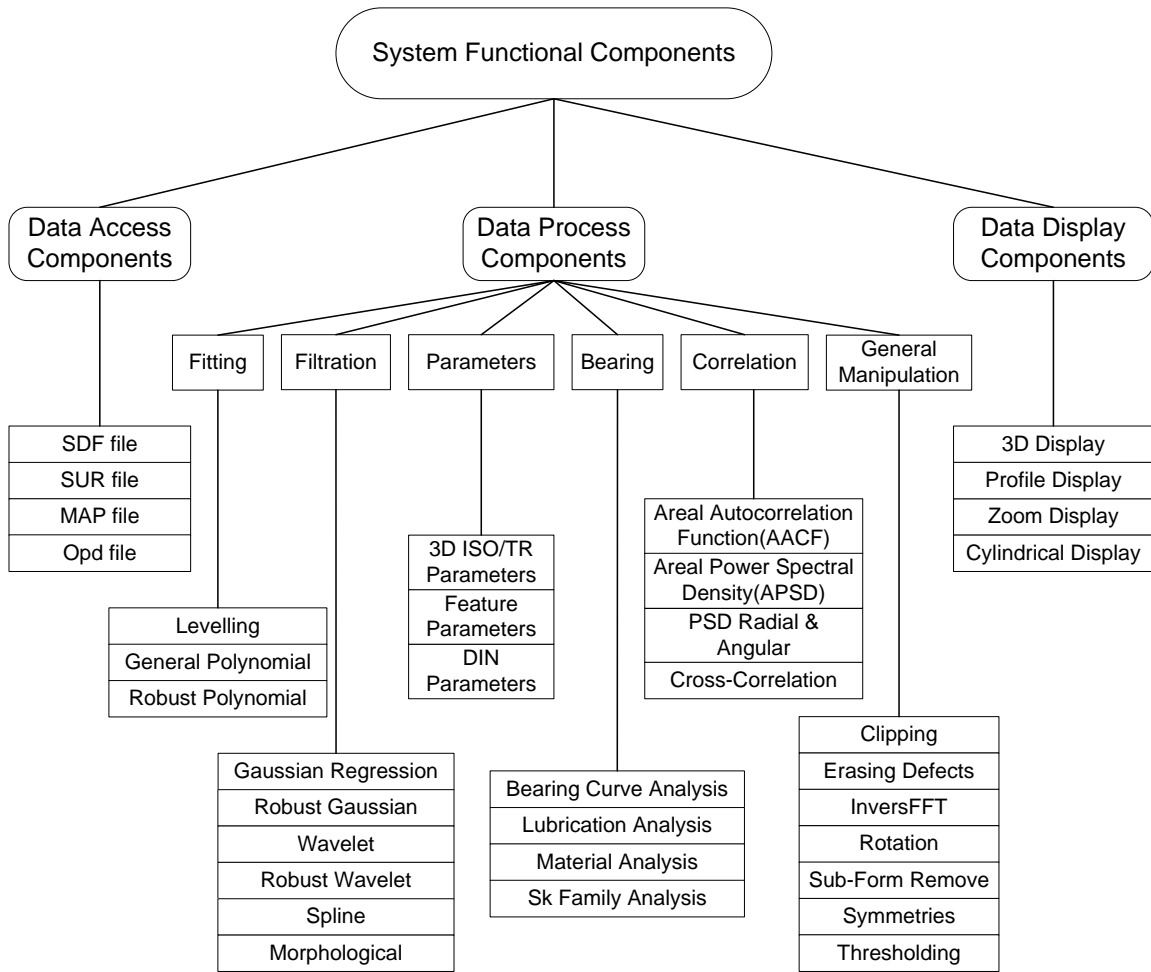 System Functional Components
Data Access
Components
Data Process
Components
Data Display
Components
Fitting
Filtration
Parameters
Bearing
Correlation
General
Manipulation
SDF file
SUR file
MAP file
Opd file
3D Display
Profile Display
Zoom Display
Cylindrical Display
Levelling
General Polynomial
Robust Polynomial
Gaussian Regression
Robust Gaussian
Wavelet
Robust Wavelet
Spline
Morphological
3D ISO/TR
Parameters
Feature
Parameters
DIN
Parameters
Bearing Curve Analysis
Lubrication Analysis
Material Analysis
Sk Family Analysis
Areal Autocorrelation
Function(AACF)
Areal Power Spectral
Density(APSD)
PSD Radial &
Angular
Cross-Correlation
Clipping
Erasing Defects
InversFFT
Rotation
Sub-Form Remove
Symmetries
Thresholding